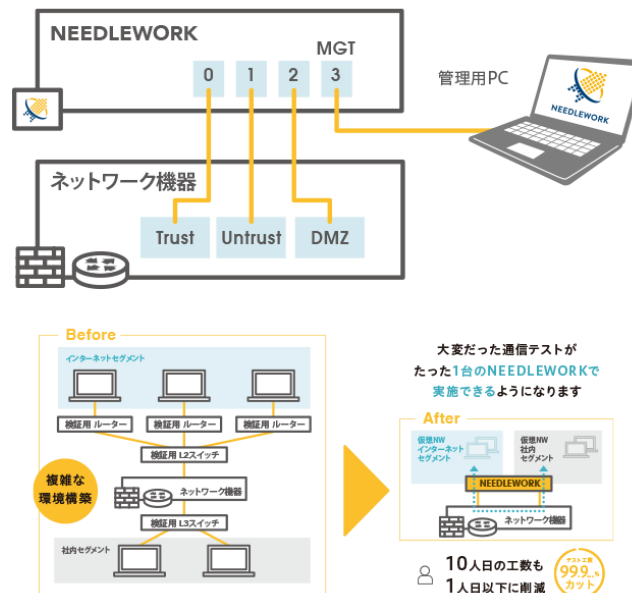 NEEDLEWORK
MGT
0
1
2
3
管理用PC
NEEDLEWORK
ネットワーク機器
Trust
Untrust
DMZ
Before
インターネットセグメント
検証用 ルーター
検証用 ルーター
検証用 ルーター
検証用 L2スイッチ
複雑な
環境構築
ネットワーク機器
検証用 L3スイッチ
社内セグメント
大変だった通信テストが
たった1台のNEEDLEWORKで
実施できるようになります
After
仮想NW
インターネット
セグメント
仮想NW
社内
セグメント
NEEDLEWORK
ネットワーク機器
10人日の工数も
1人日以下に削減
テスト工数
99.9...%
カット